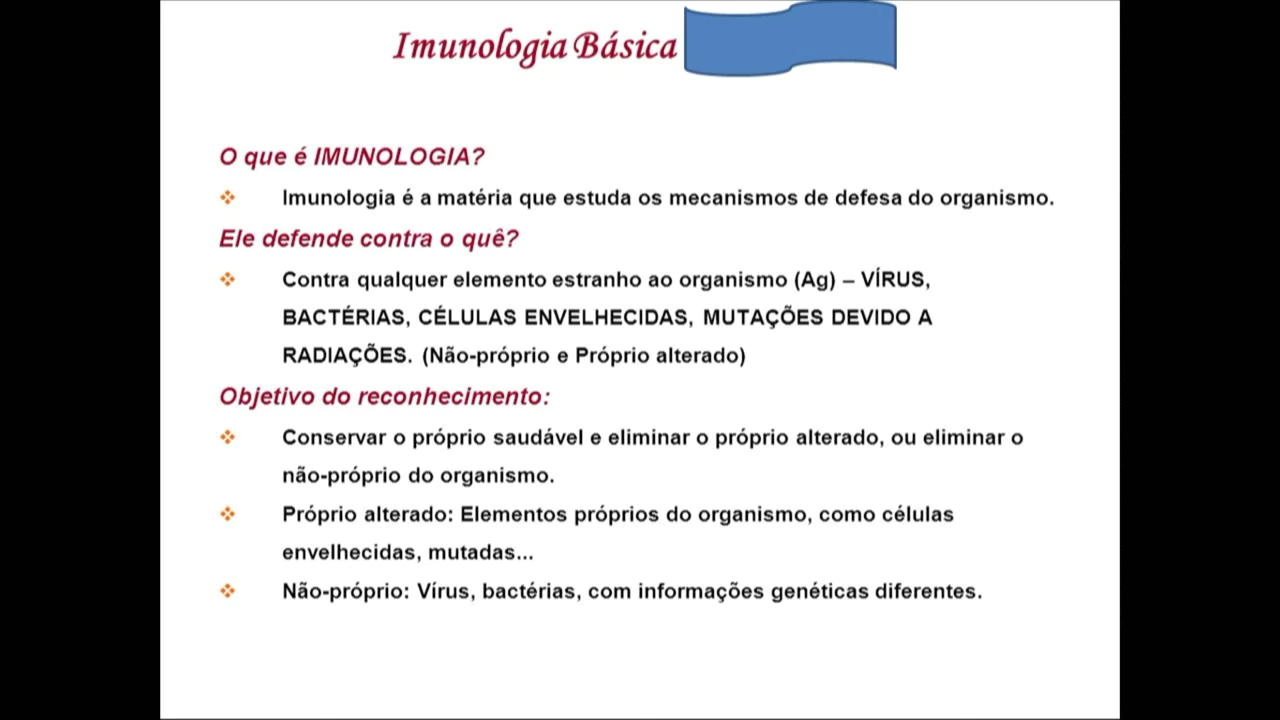 Imunologia Básica
O que é IMUNOLOGIA?
Imunologia é a matéria que estuda os mecanismos de defesa do organismo.
Ele defende contra o quê?
Contra qualquer elemento estranho ao organismo (Ag) – VÍRUS,
BACTÉRIAS, CÉLULAS ENVELHECIDAS, MUTAÇÕES DEVIDO A
RADIAÇÕES. (Não-próprio e Próprio alterado)
Objetivo do reconhecimento:
Conservar o próprio saudável e eliminar o próprio alterado, ou eliminar o
não-próprio do organismo.
Próprio alterado: Elementos próprios do organismo, como células
envelhecidas, mutadas...
Não-próprio: Vírus, bactérias, com informações genéticas diferentes.